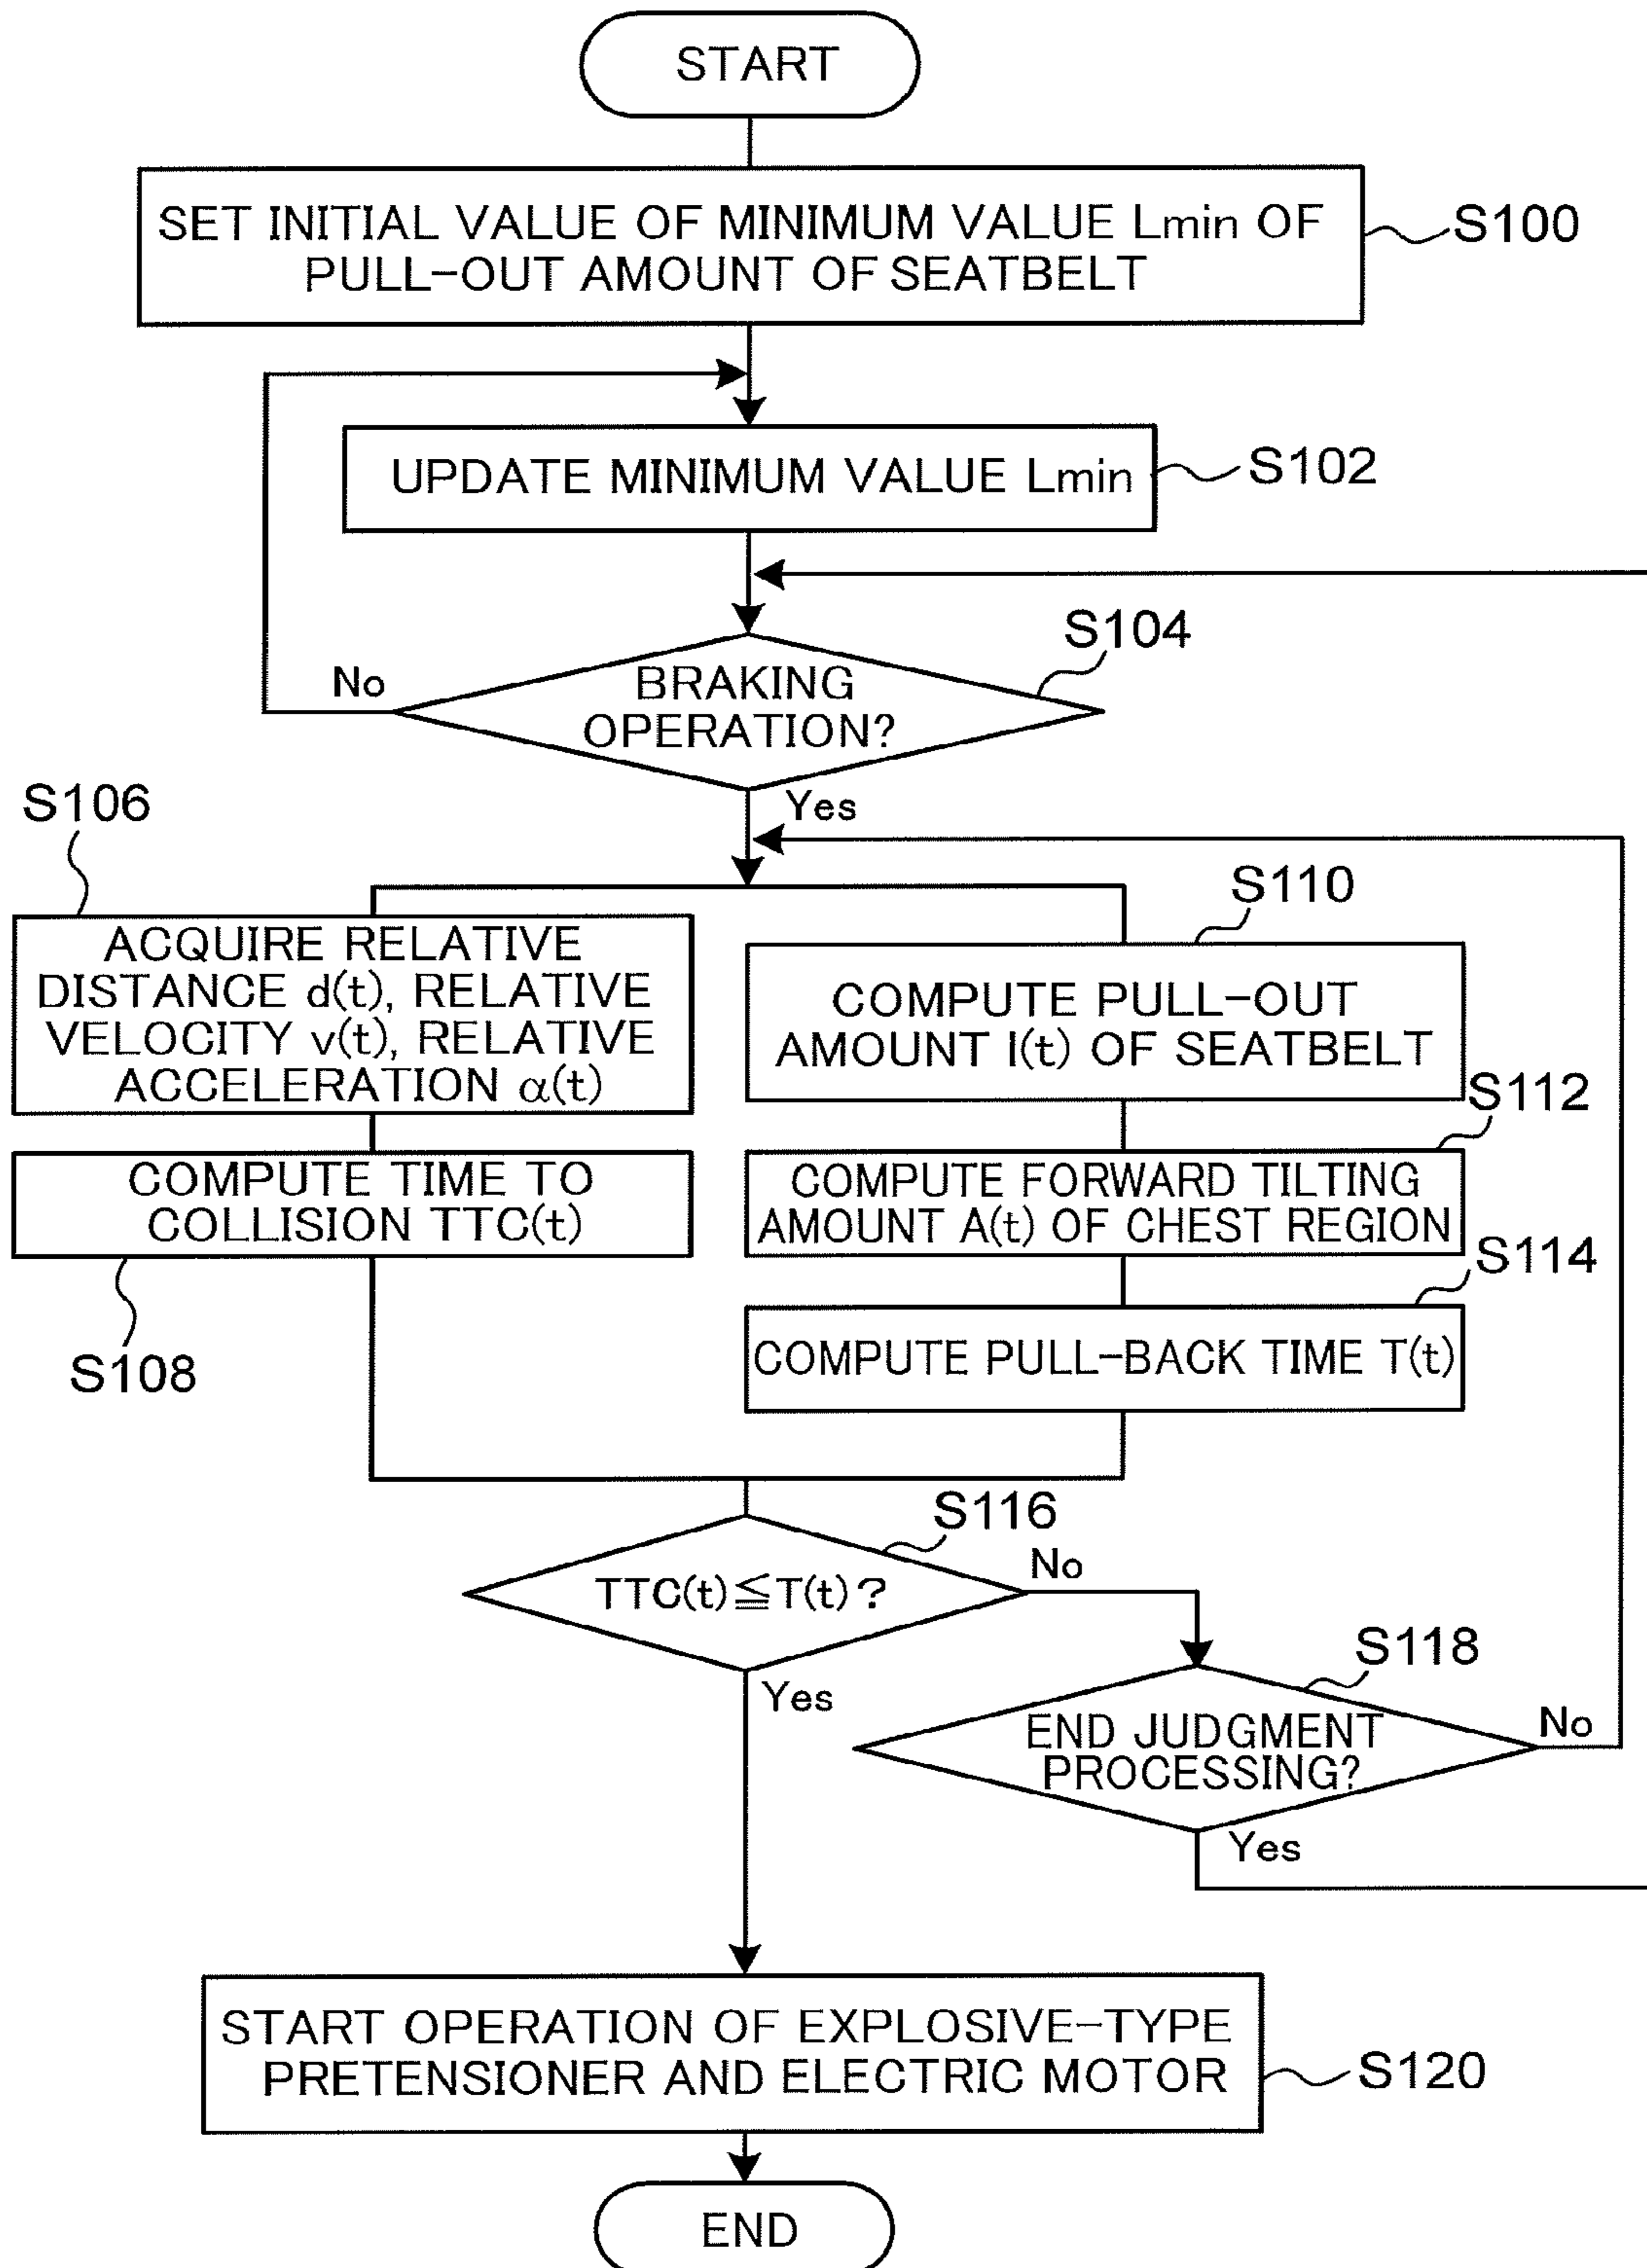 START
SET INITIAL VALUE OF MINIMUM VALUE Lmin OF
PULL-OUT AMOUNT OF SEATBELT
S100
UPDATE MINIMUM VALUE Lmin
S102
S104
No
BRAKING
OPERATION?
Yes
S106
ACQUIRE RELATIVE
DISTANCE d(t), RELATIVE
VELOCITY v(t), RELATIVE
ACCELERATION α(t)
COMPUTE TIME TO
COLLISION TTC(t)
S108
S110
COMPUTE PULL-OUT
AMOUNT l(t) OF SEATBELT
S112
COMPUTE FORWARD TILTING
AMOUNT A(t) OF CHEST REGION
S114
COMPUTE PULL-BACK TIME T(t)
S116
TTC(t)≦T(t)?
No
Yes
S118
END JUDGMENT
PROCESSING?
No
Yes
START OPERATION OF EXPLOSIVE-TYPE
PRETENSIONER AND ELECTRIC MOTOR
S120
END